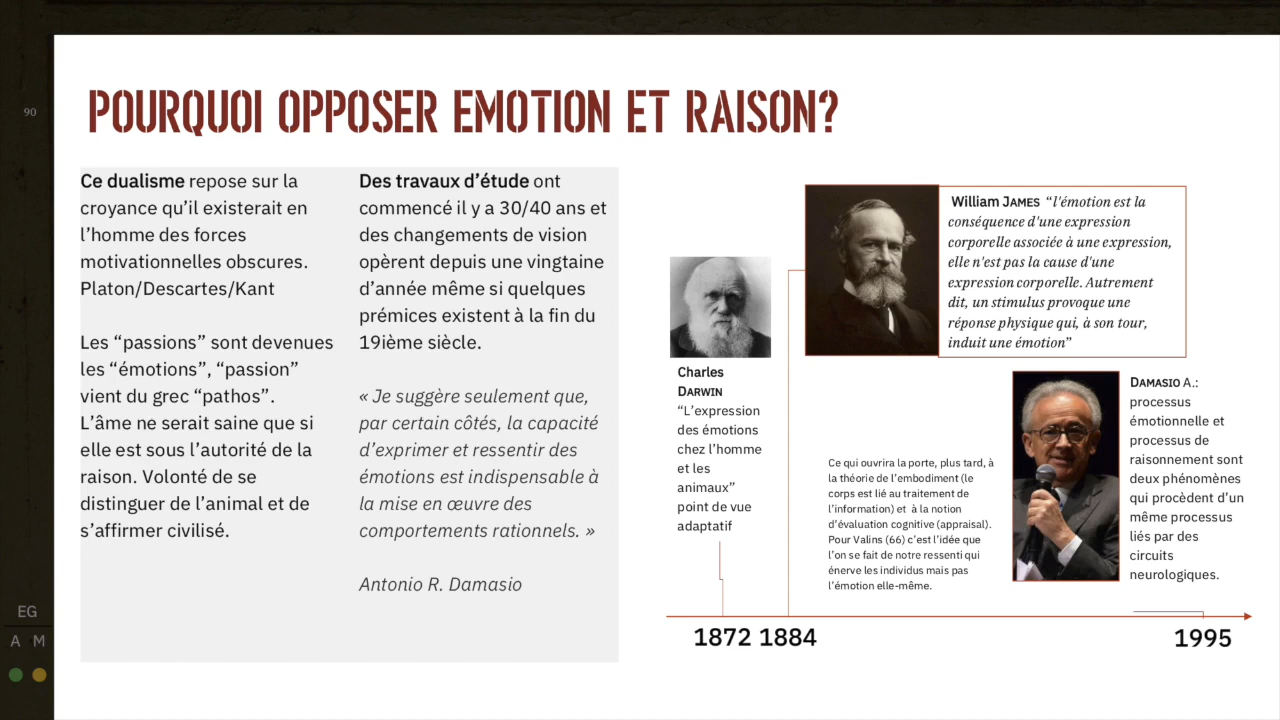 90
POURQUOI OPPOSER EMOTION ET RAISON?
Ce dualisme repose sur la
croyance qu’il existerait en
l’homme des forces
motivationnelles obscures.
Platon/Descartes/Kant
Les “passions” sont devenues
les “émotions”, “passion”
vient du grec “pathos”.
L’âme ne serait saine que si
elle est sous l’autorité de la
raison. Volonté de se
distinguer de l’animal et de
s’affirmer civilisé.
Des travaux d’étude ont
commencé il y a 30/40 ans et
des changements de vision
opèrent depuis une vingtaine
d’année même si quelques
prémices existent à la fin du
19ième siècle.
« Je suggère seulement que,
par certain côtés, la capacité
d’exprimer et ressentir des
émotions est indispensable à
la mise en œuvre des
comportements rationnels. »
Antonio R. Damasio
Charles
DARWIN
“L’expression
des émotions
chez l’homme
et les
animaux”
point de vue
adaptatif
William JAMES “l'émotion est la
conséquence d'une expression
corporelle associée à une expression,
elle n'est pas la cause d'une
expression corporelle. Autrement
dit, un stimulus provoque une
réponse physique qui, à son tour,
induit une émotion”
Ce qui ouvrira la porte, plus tard, à
la théorie de l’embodiment (le
corps est lié au traitement de
l’information) et à la notion
d’évaluation cognitive (appraisal).
Pour Valins (66) c’est l’idée que
l’on se fait de notre ressenti qui
énerve les individus mais pas
l’émotion elle-même.
DAMASIO A.:
processus
émotionnelle et
processus de
raisonnement sont
deux phénomènes
qui procèdent d’un
même processus
liés par des
circuits
neurologiques.
1872 1884 1995
EG
A M